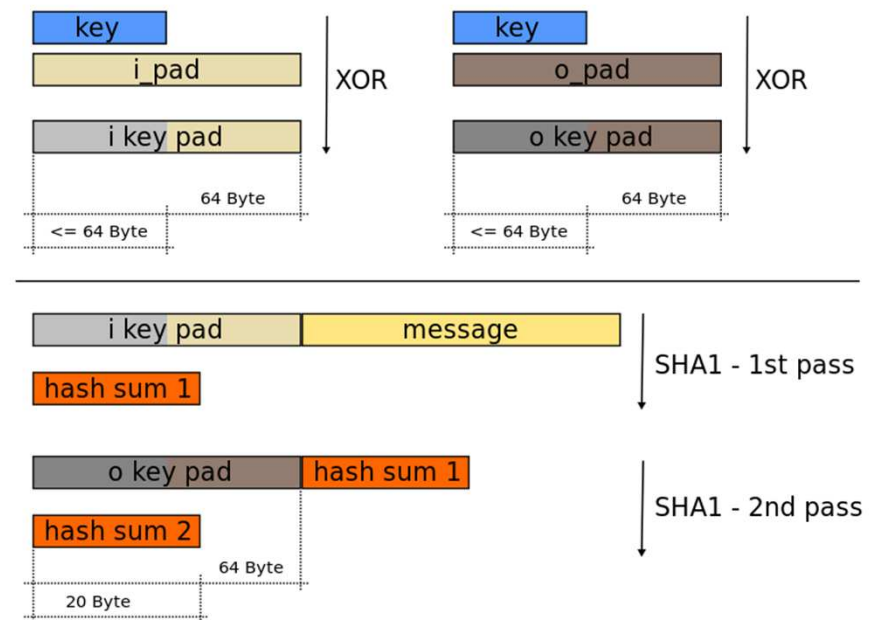 key
i_pad
XOR
i key pad
64 Byte
<= 64 Byte
key
o_pad
XOR
o key pad
64 Byte
<= 64 Byte
i key pad message
SHA1 - 1st pass
hash sum 1
o key pad hash sum 1
SHA1 - 2nd pass
hash sum 2
64 Byte
20 Byte